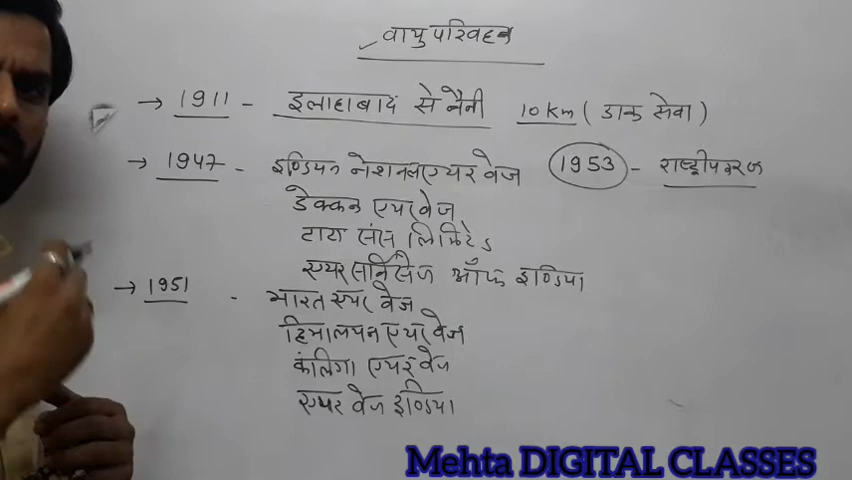 वायु परिवहन
→ 1911 - इलाहाबाद से नैनी 10 Km ( डाक सेवा )
→ 1947 - इण्डियन नेशनल एयर वेज 1953 - राष्ट्रीयकरण
डेक्कन एयर वेज
टाटा संस लिमिटेड
एयर सर्विसेज ऑफ इण्डिया
→ 1951 - भारत एयर वेज
हिमालयन एयर वेज
कलिंगा एयर वेज
एयर वेज इण्डिया
Mehta DIGITAL CLASSES